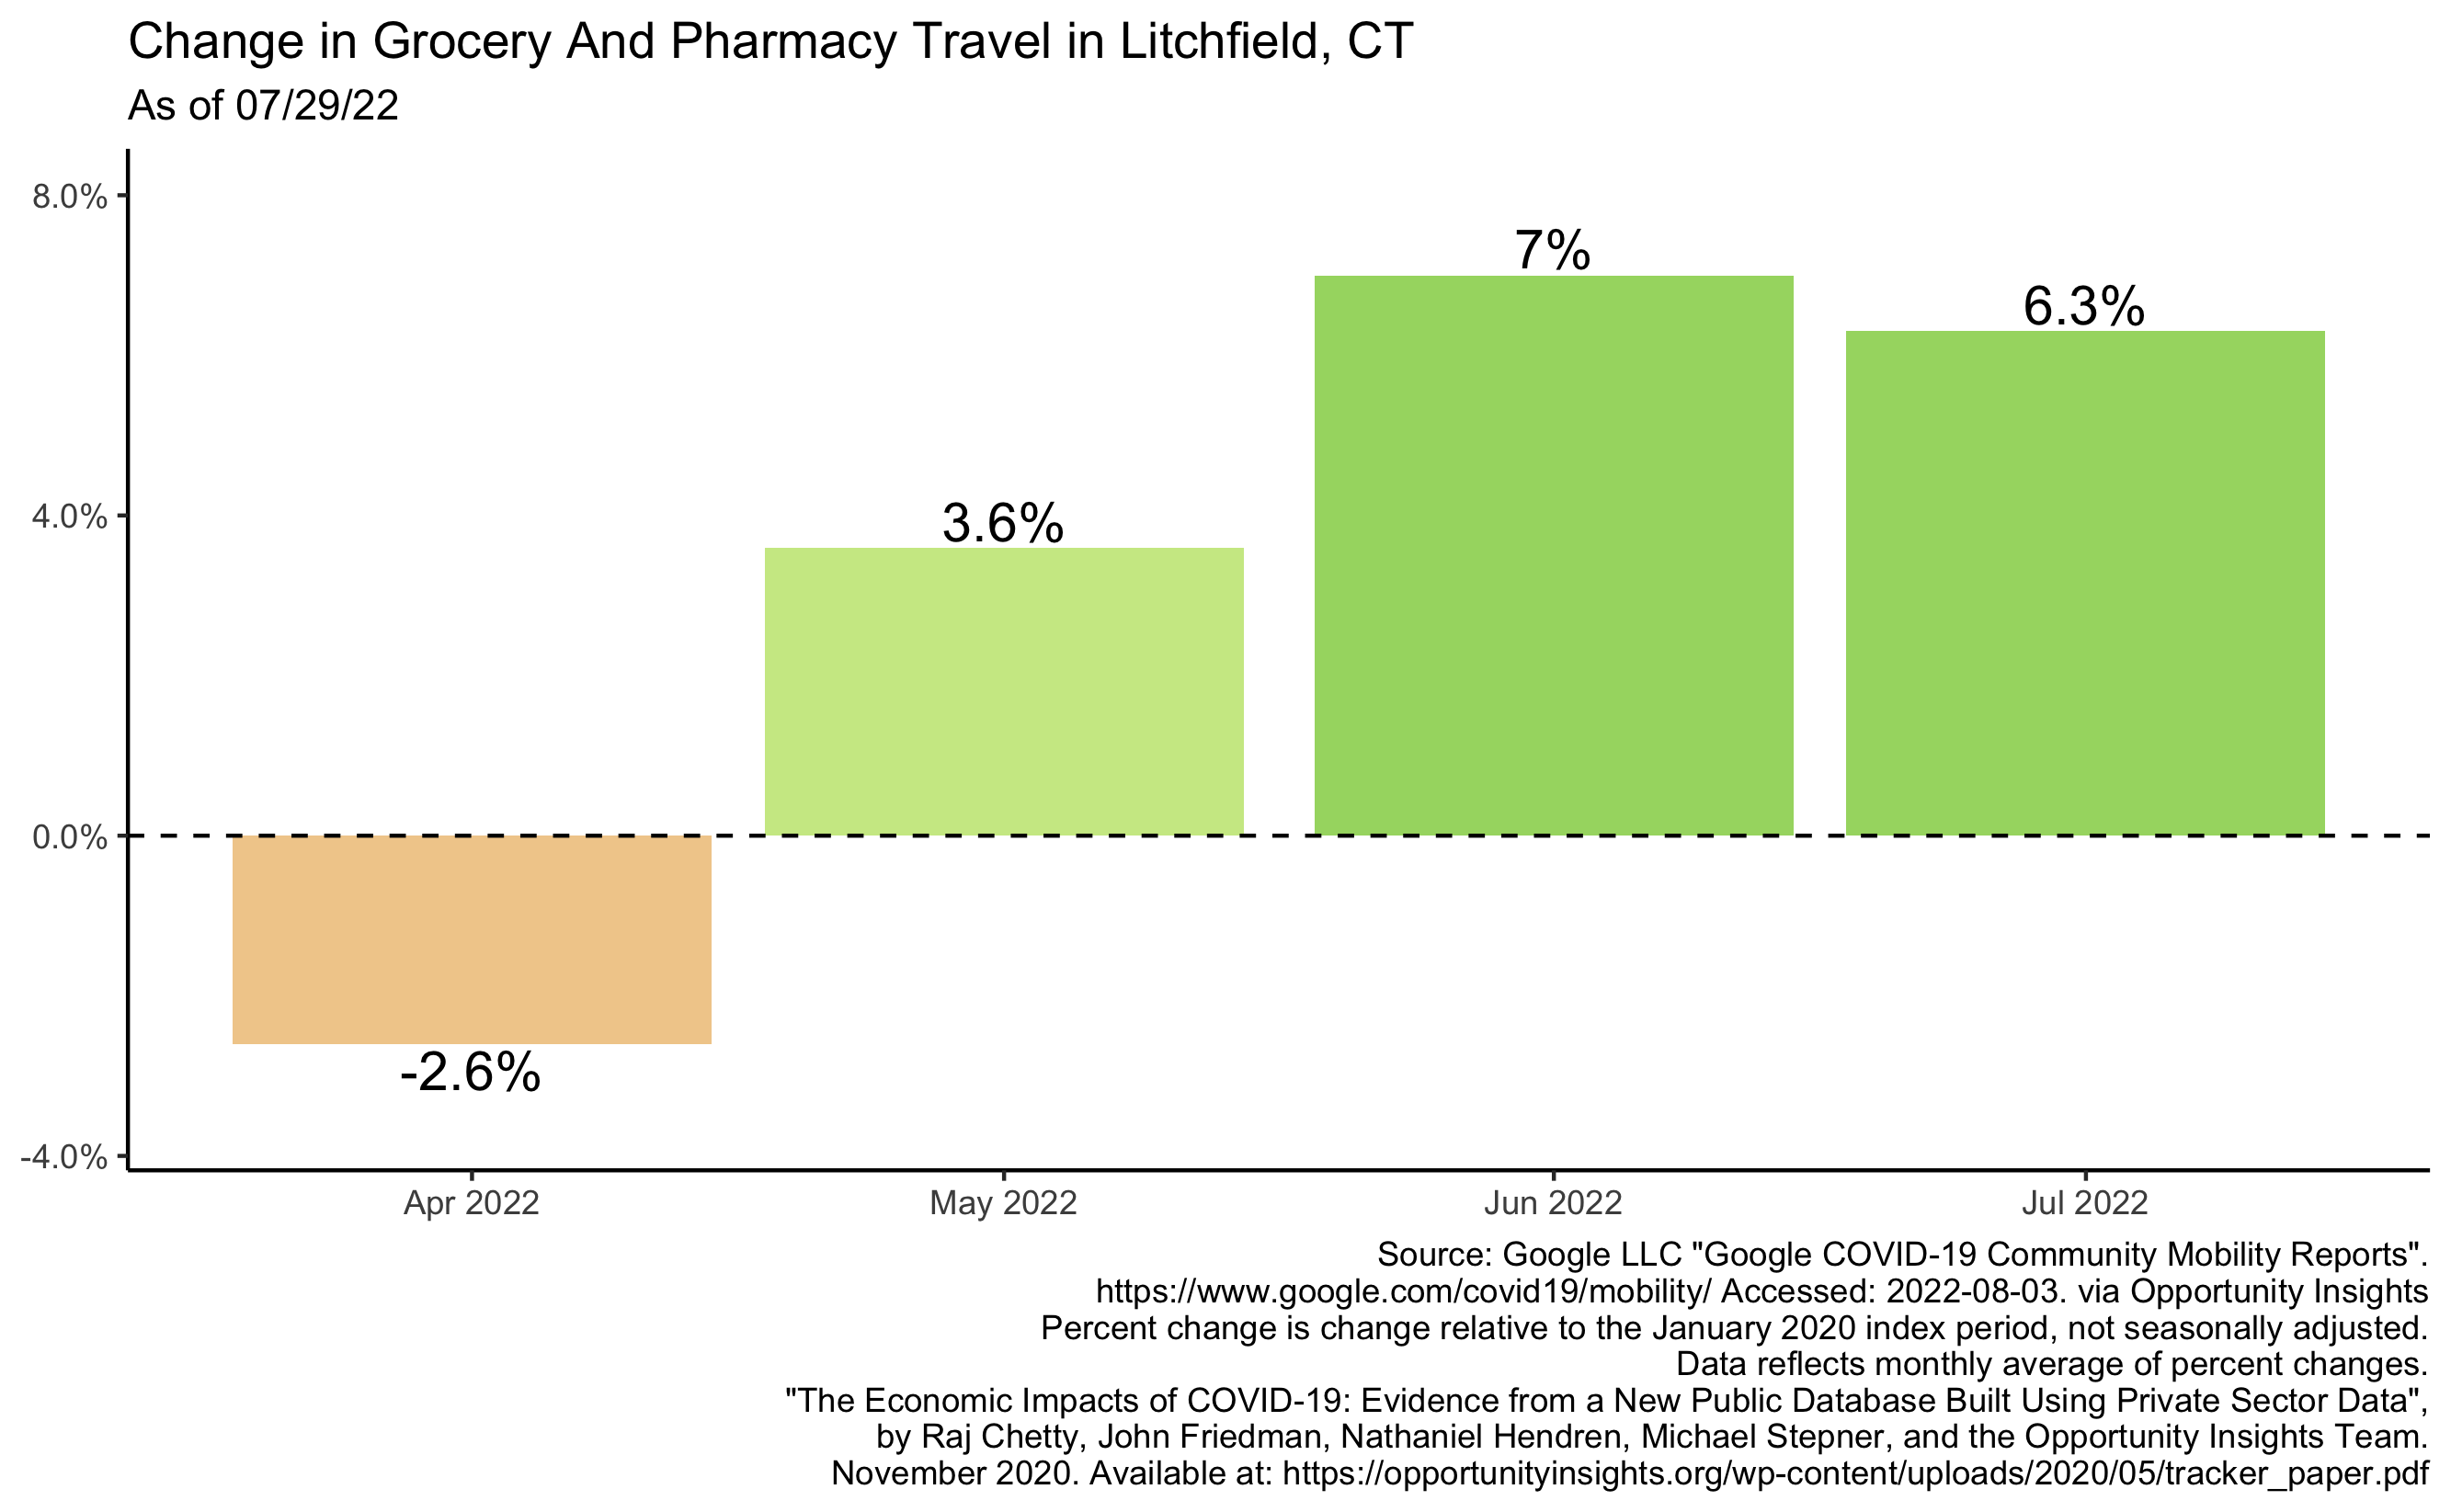 Change in Grocery And Pharmacy Travel in Litchfield, CT
As of 07/29/22
8.0%
4.0%
0.0%
-4.0%
-2.6%
3.6%
7%
6.3%
Apr 2022
May 2022
Jun 2022
Jul 2022
Source: Google LLC "Google COVID-19 Community Mobility Reports".
https://www.google.com/covid19/mobility/ Accessed: 2022-08-03. via Opportunity Insights
Percent change is change relative to the January 2020 index period, not seasonally adjusted.
Data reflects monthly average of percent changes.
"The Economic Impacts of COVID-19: Evidence from a New Public Database Built Using Private Sector Data",
by Raj Chetty, John Friedman, Nathaniel Hendren, Michael Stepner, and the Opportunity Insights Team.
November 2020. Available at: https://opportunityinsights.org/wp-content/uploads/2020/05/tracker_paper.pdf